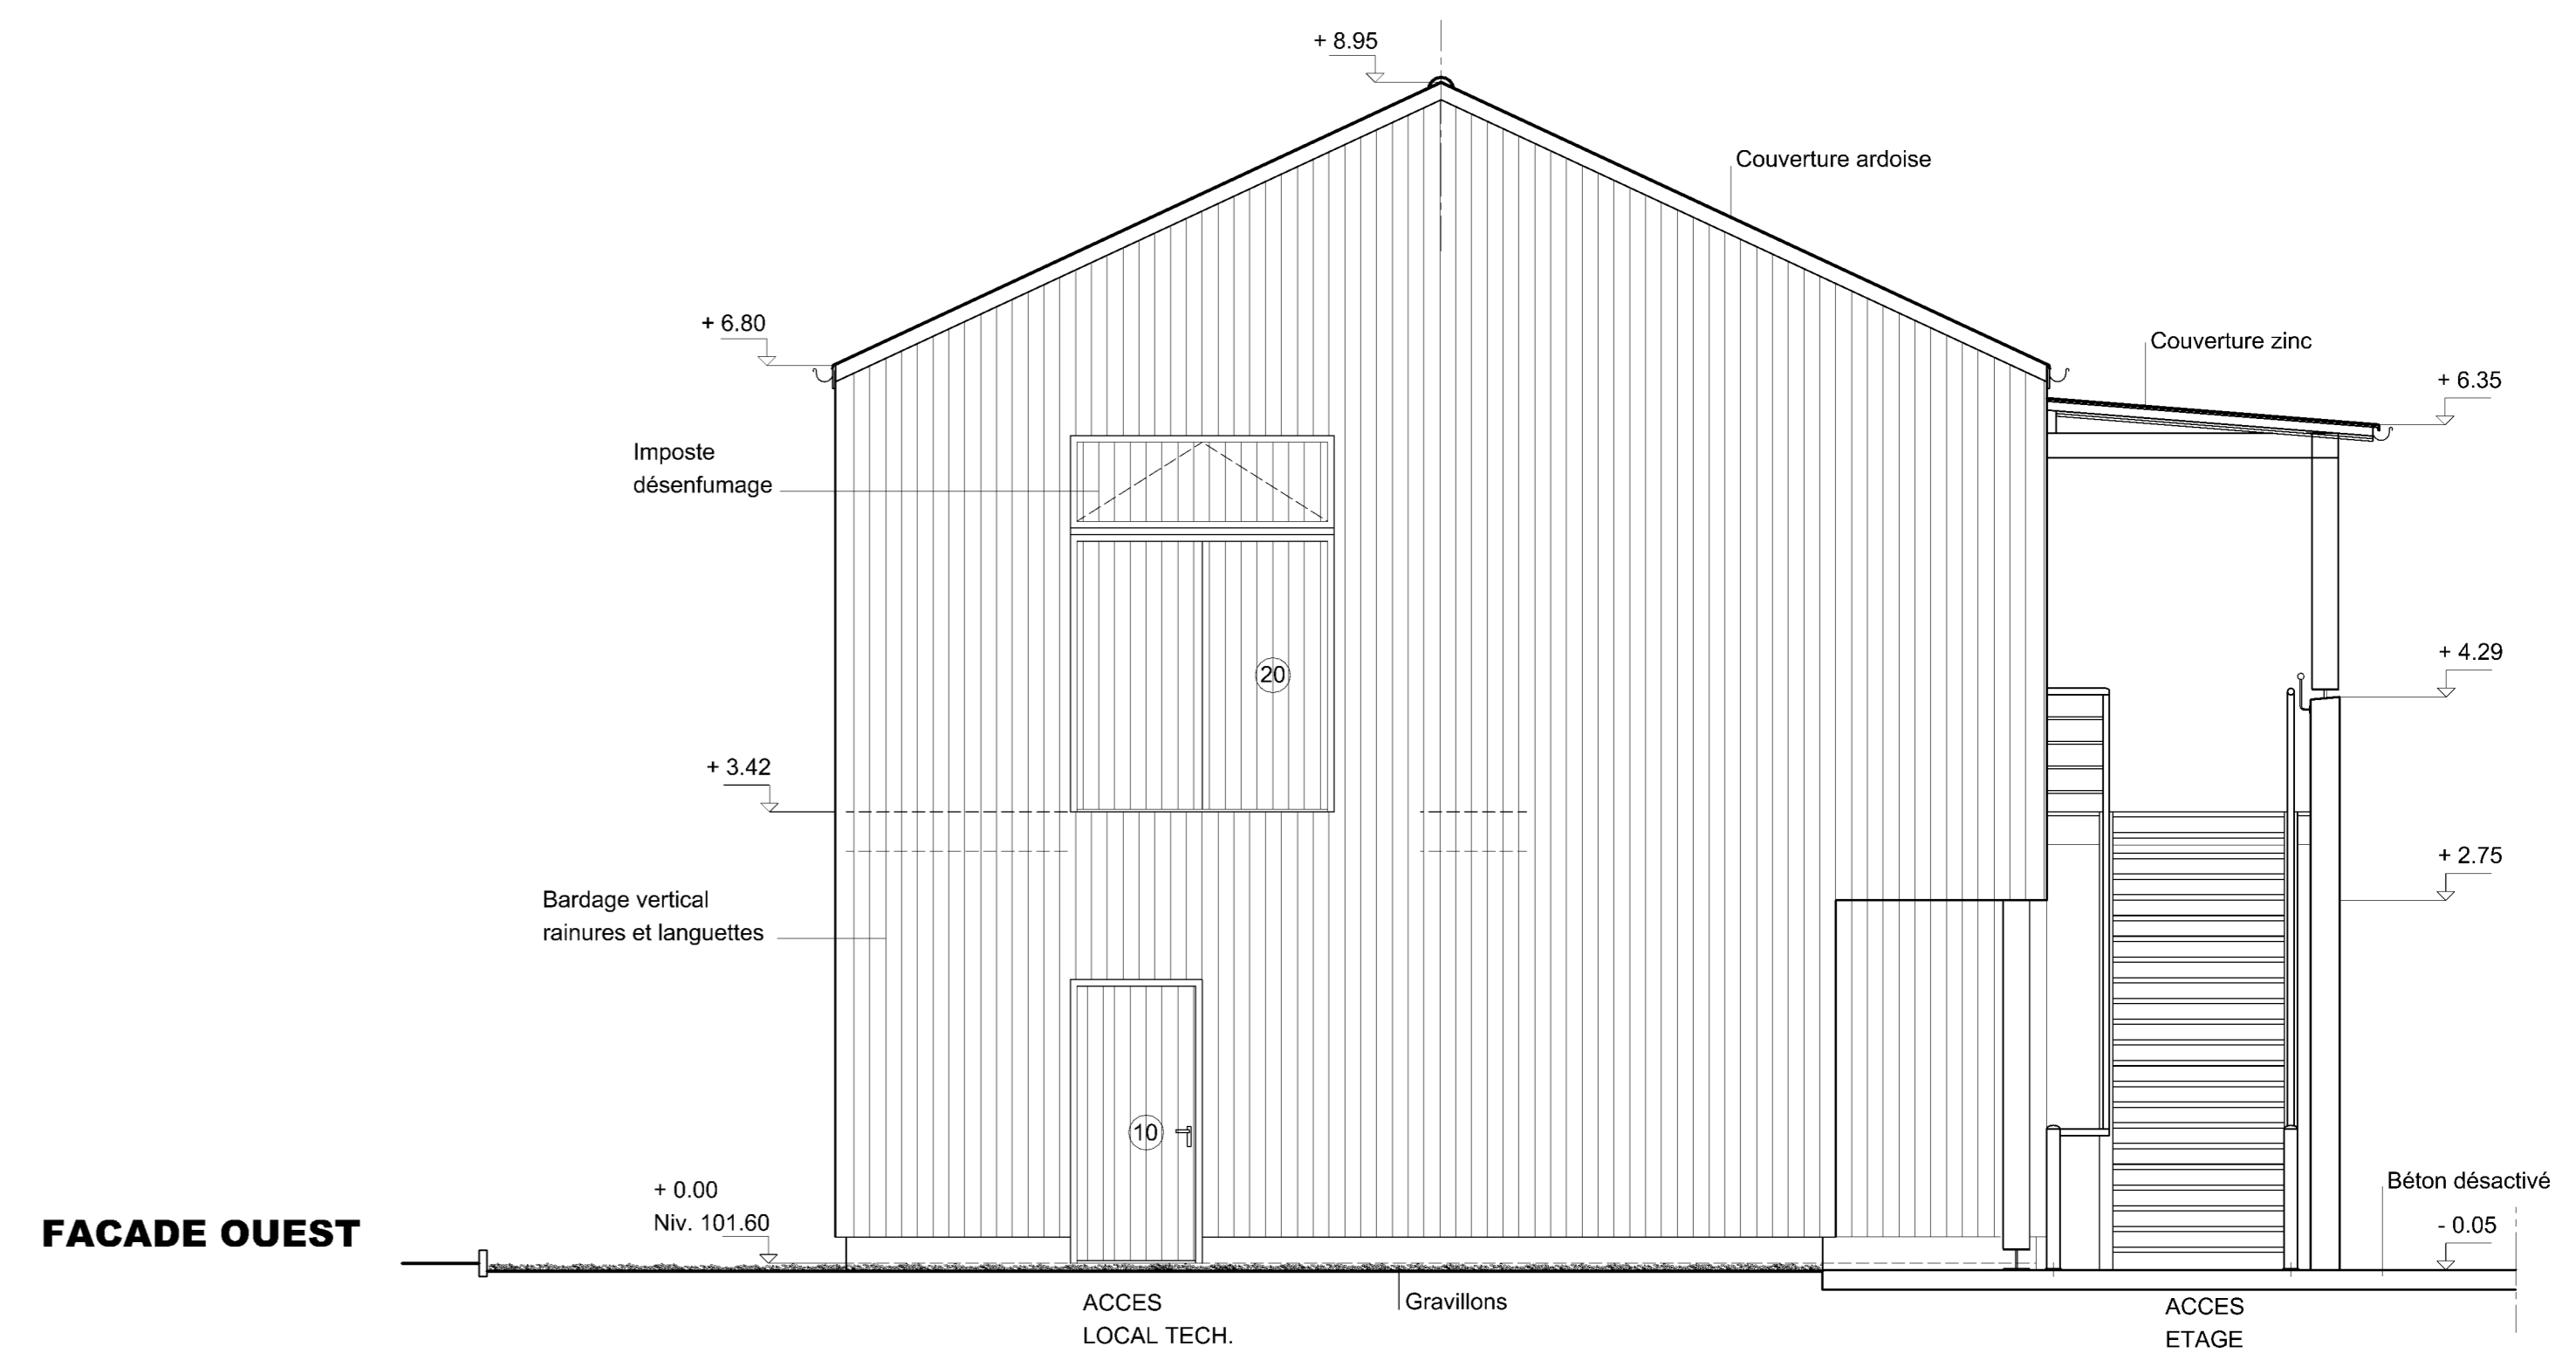 + 8.95
Couverture ardoise
+ 6.80
Couverture zinc
+ 6.35
Imposte
désenfumage
+ 4.29
20
+ 3.42
+ 2.75
Bardage vertical
rainures et languettes
10
+ 0.00
Niv. 101.60
FACADE OUEST
Béton désactivé
- 0.05
ACCES
LOCAL TECH.
Gravillons
ACCES
ETAGE